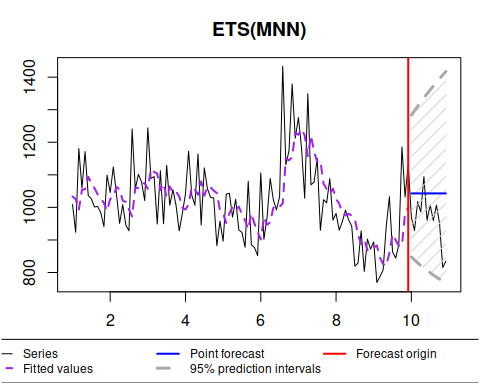 ETS(MNN)
1400
1200
1000
800
2 4 6 8 10
Series Point forecast Forecast origin
Fitted values 95% prediction intervals